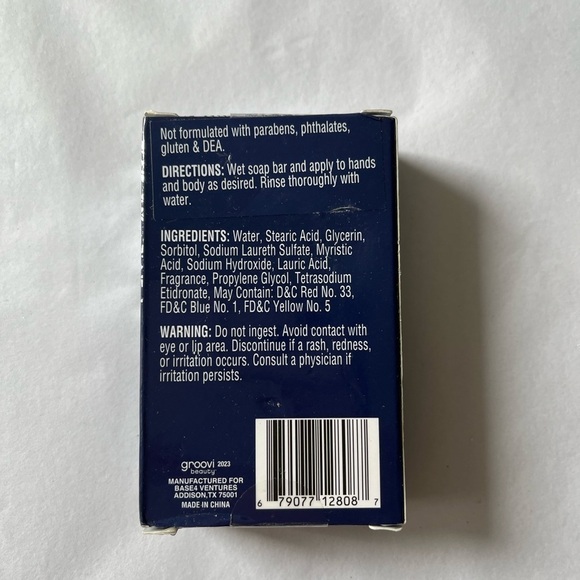 Not formulated with parabens, phthalates,
gluten & DEA.
DIRECTIONS: Wet soap bar and apply to hands
and body as desired. Rinse thoroughly with
water.
INGREDIENTS: Water, Stearic Acid, Glycerin,
Sorbitol, Sodium Laureth Sulfate, Myristic
Acid, Sodium Hydroxide, Lauric Acid,
Fragrance, Propylene Glycol, Tetrasodium
Etidronate, May Contain: D&C Red No. 33,
FD&C Blue No. 1, FD&C Yellow No. 5
WARNING: Do not ingest. Avoid contact with
eye or lip area. Discontinue if a rash, redness,
or irritation occurs. Consult a physician if
irritation persists.
groovi 2023
beauty
MANUFACTURED FOR
BASE4 VENTURES
ADDISON,TX 75001
MADE IN CHINA
6 79077 12808 7